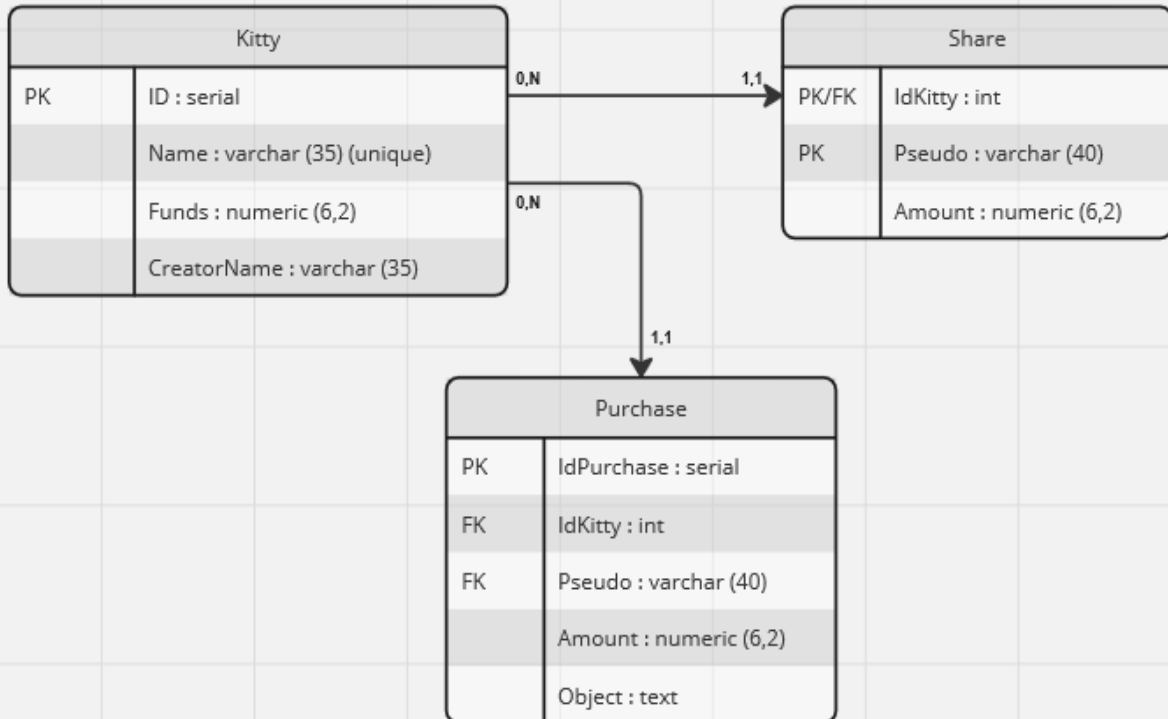 Kitty
PK ID : serial
Name : varchar (35) (unique)
Funds : numeric (6,2)
CreatorName : varchar (35)
0,N
1,1
Share
PK/FK IdKitty : int
PK Pseudo : varchar (40)
Amount : numeric (6,2)
0,N
1,1
Purchase
PK IdPurchase : serial
FK IdKitty : int
FK Pseudo : varchar (40)
Amount : numeric (6,2)
Object : text